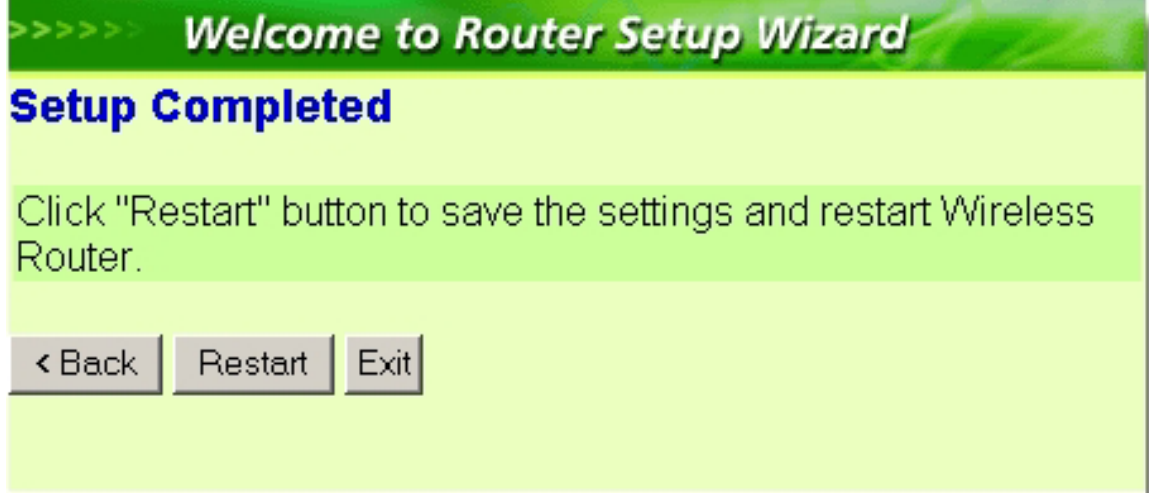 >>>>>> Welcome to Router Setup Wizard
Setup Completed
Click "Restart" button to save the settings and restart Wireless
Router.
< Back Restart Exit